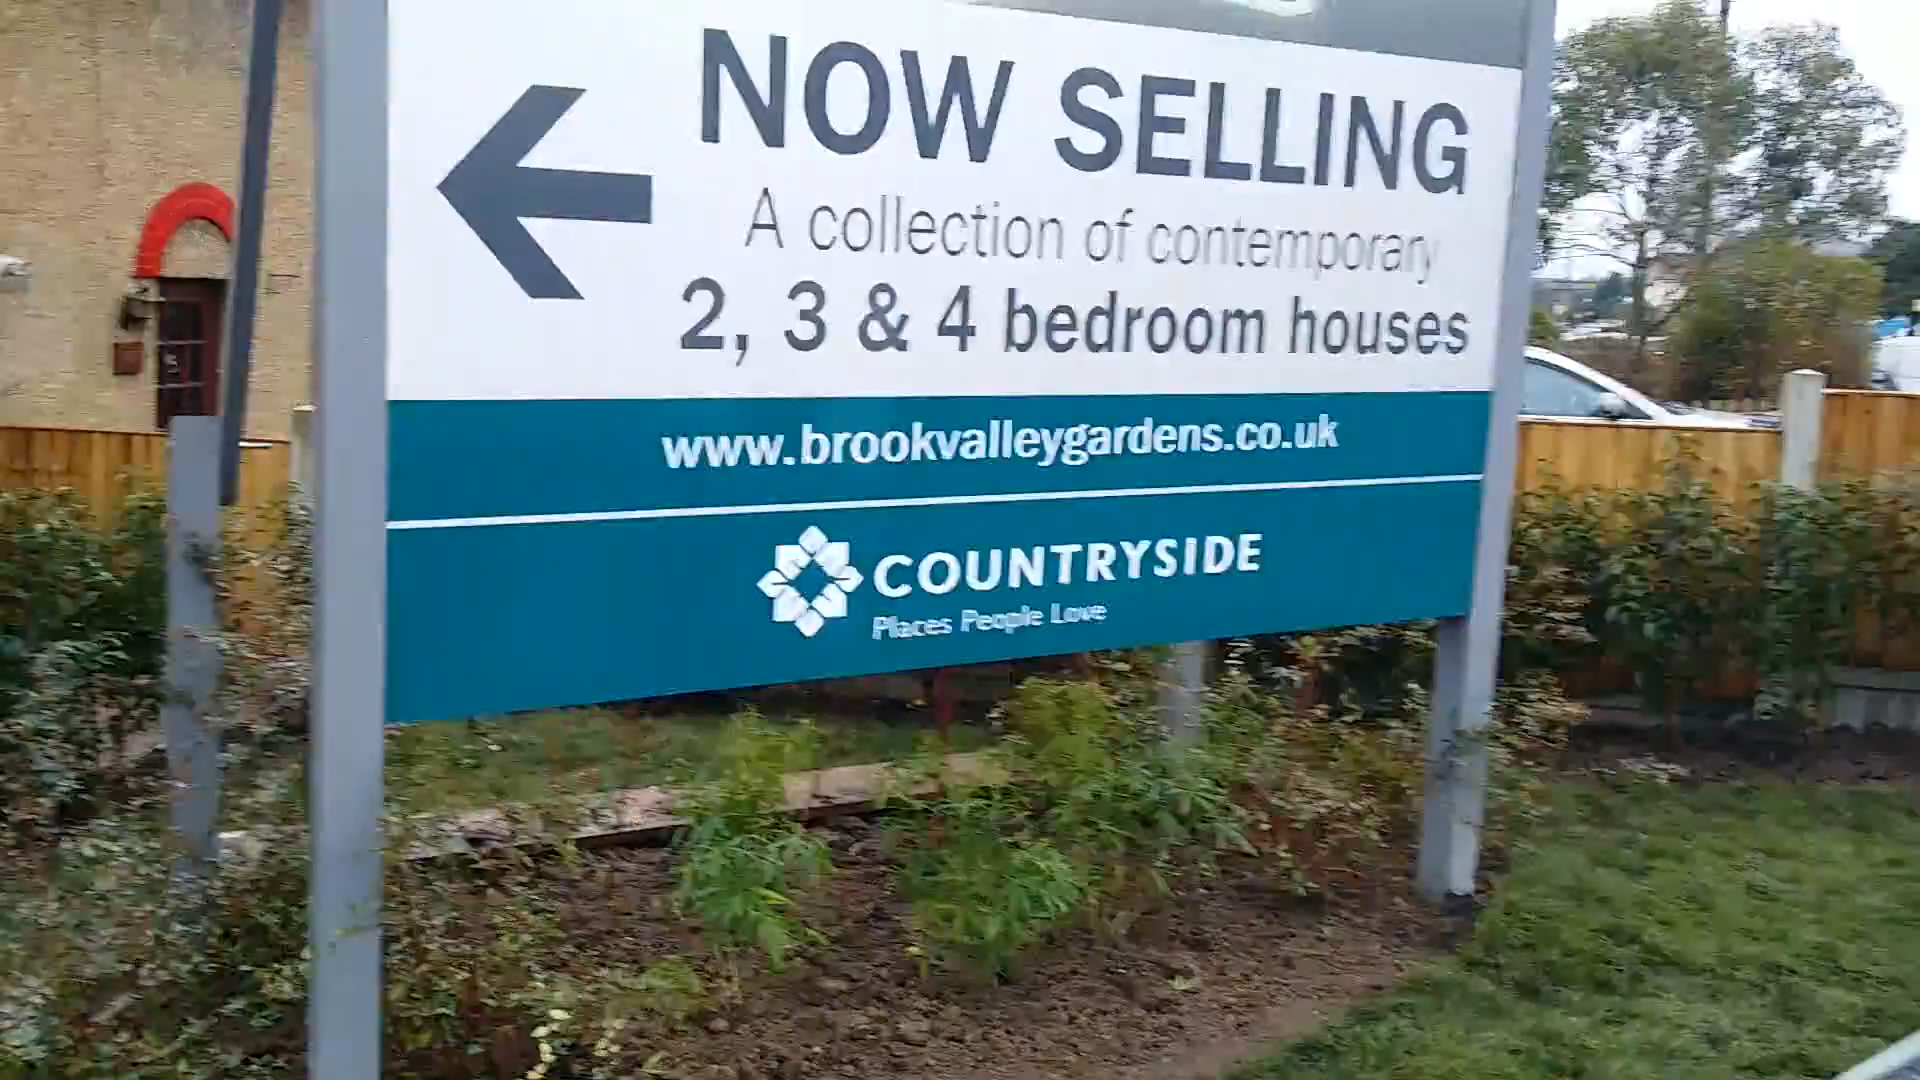 NOW SELLING
A collection of contemporary
2, 3 & 4 bedroom houses
www.brookvalleygardens.co.uk
COUNTRYSIDE
Places People Love